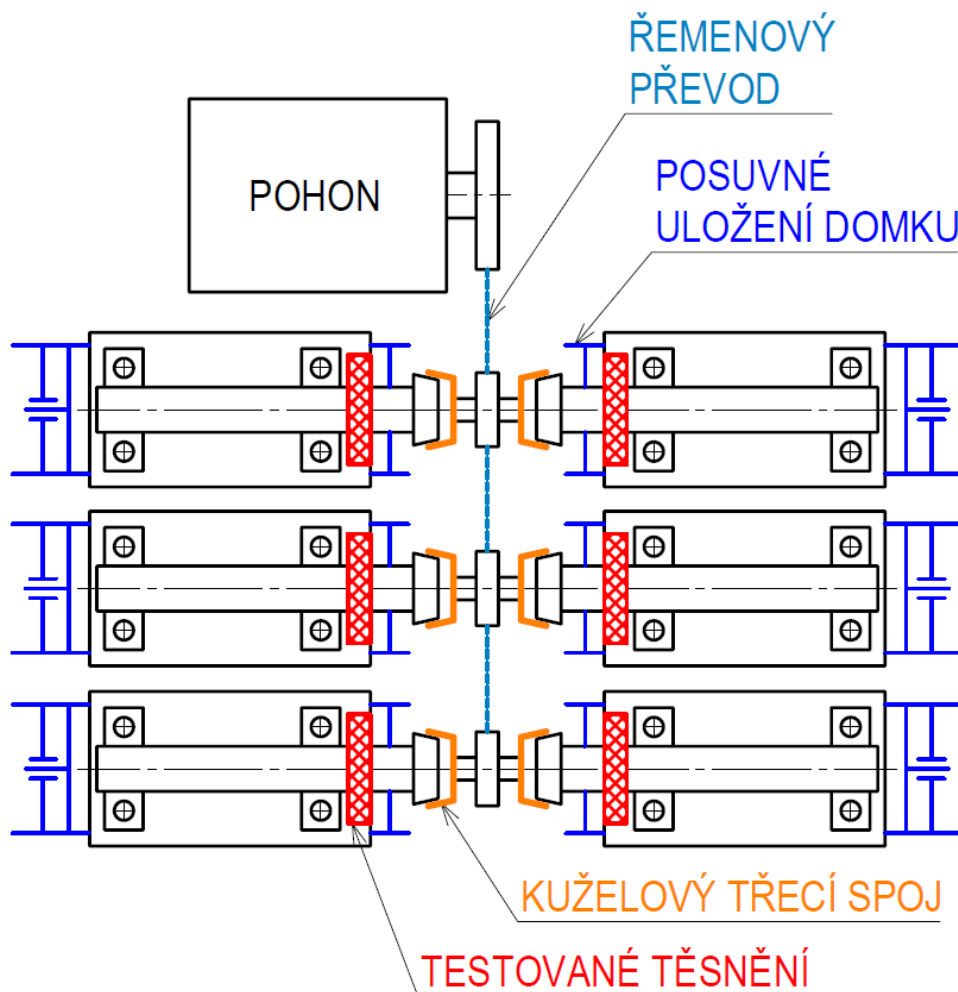 ŘEMENOVÝ
PŘEVOD
POHON
POSUVNÉ
ULOŽENÍ DOMKU
KUŽELOVÝ TŘECÍ SPOJ
TESTOVANÉ TĚSNĚNÍ